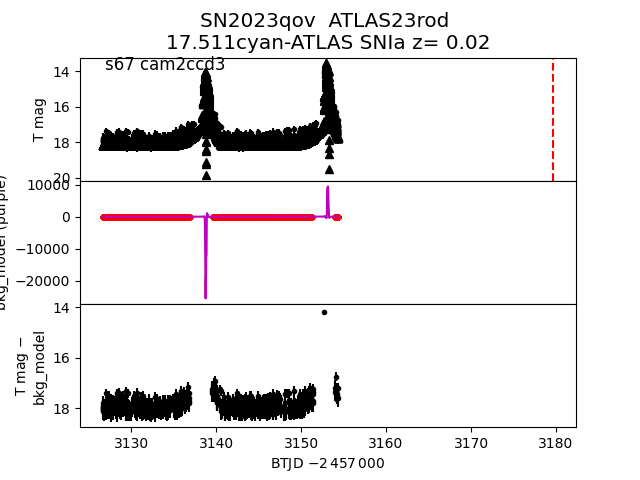 SN2023qov  ATLAS23rod
17.511cyan-ATLAS SNIa z= 0.02
s67 cam2ccd3
14
16
18
20
T mag
10000
0
−10000
−20000
bkg_model (purple)
14
16
18
T mag −
bkg_model
3130 3140 3150 3160 3170 3180
BTJD −2 457 000